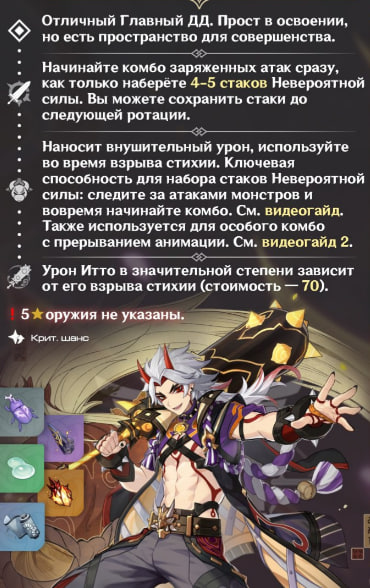 Отличный Главный ДД. Прост в освоении,
но есть пространство для совершенства.
Начинайте комбо заряженных атак сразу,
как только наберёте 4-5 стаков Невероятной
силы. Вы можете сохранить стаки до
следующей ротации.
Наносит внушительный урон, используйте
во время взрыва стихии. Ключевая
способность для набора стаков Невероятной
силы: следите за атаками монстров и
вовремя начинайте комбо. См. видеогайд.
Также используется для особого комбо
с прерыванием анимации. См. видеогайд 2.
Урон Итто в значительной степени зависит
от его взрыва стихии (стоимость — 70).
! 5★оружия не указаны.
Крит. шанс